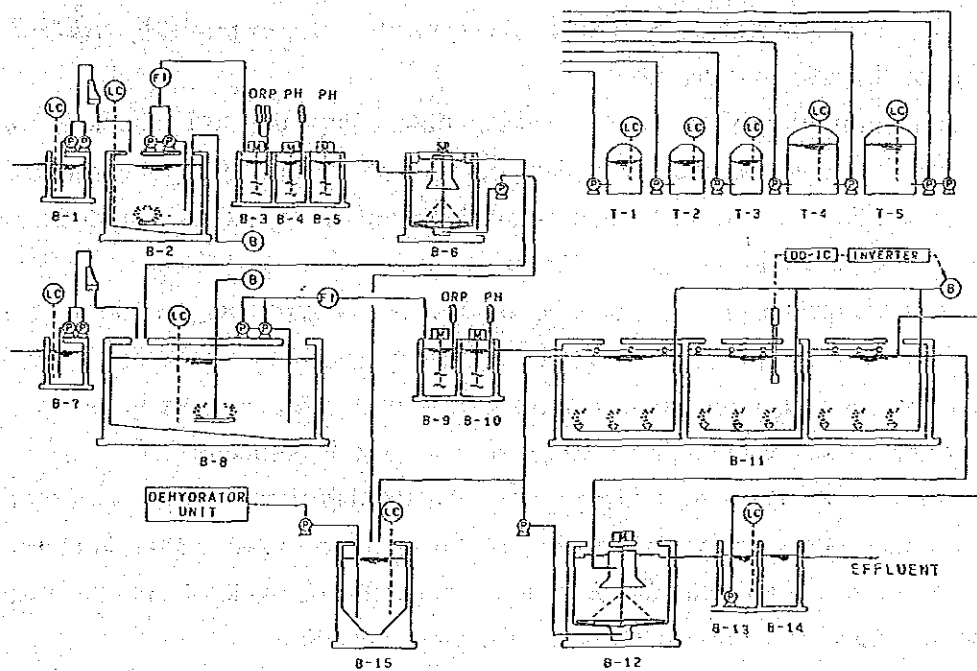 LC
LC
FI
ORP PH PH
P P
P P
M M M
M
P
B-1
B-2
B-3 B-4 B-5
B-6
B
LC LC LC LC LC
P P P P P P P
T-1 T-2 T-3 T-4 T-5
LC
P P
B-7
B
LC
FI
P P
B-8
ORP PH
M M
B-9 B-10
DO-IC INVERTER
B
B-11
DEHYDRATOR
UNIT
P
LC
B-15
P
M
B-12
LC
P
B-13 B-14
EFFLUENT